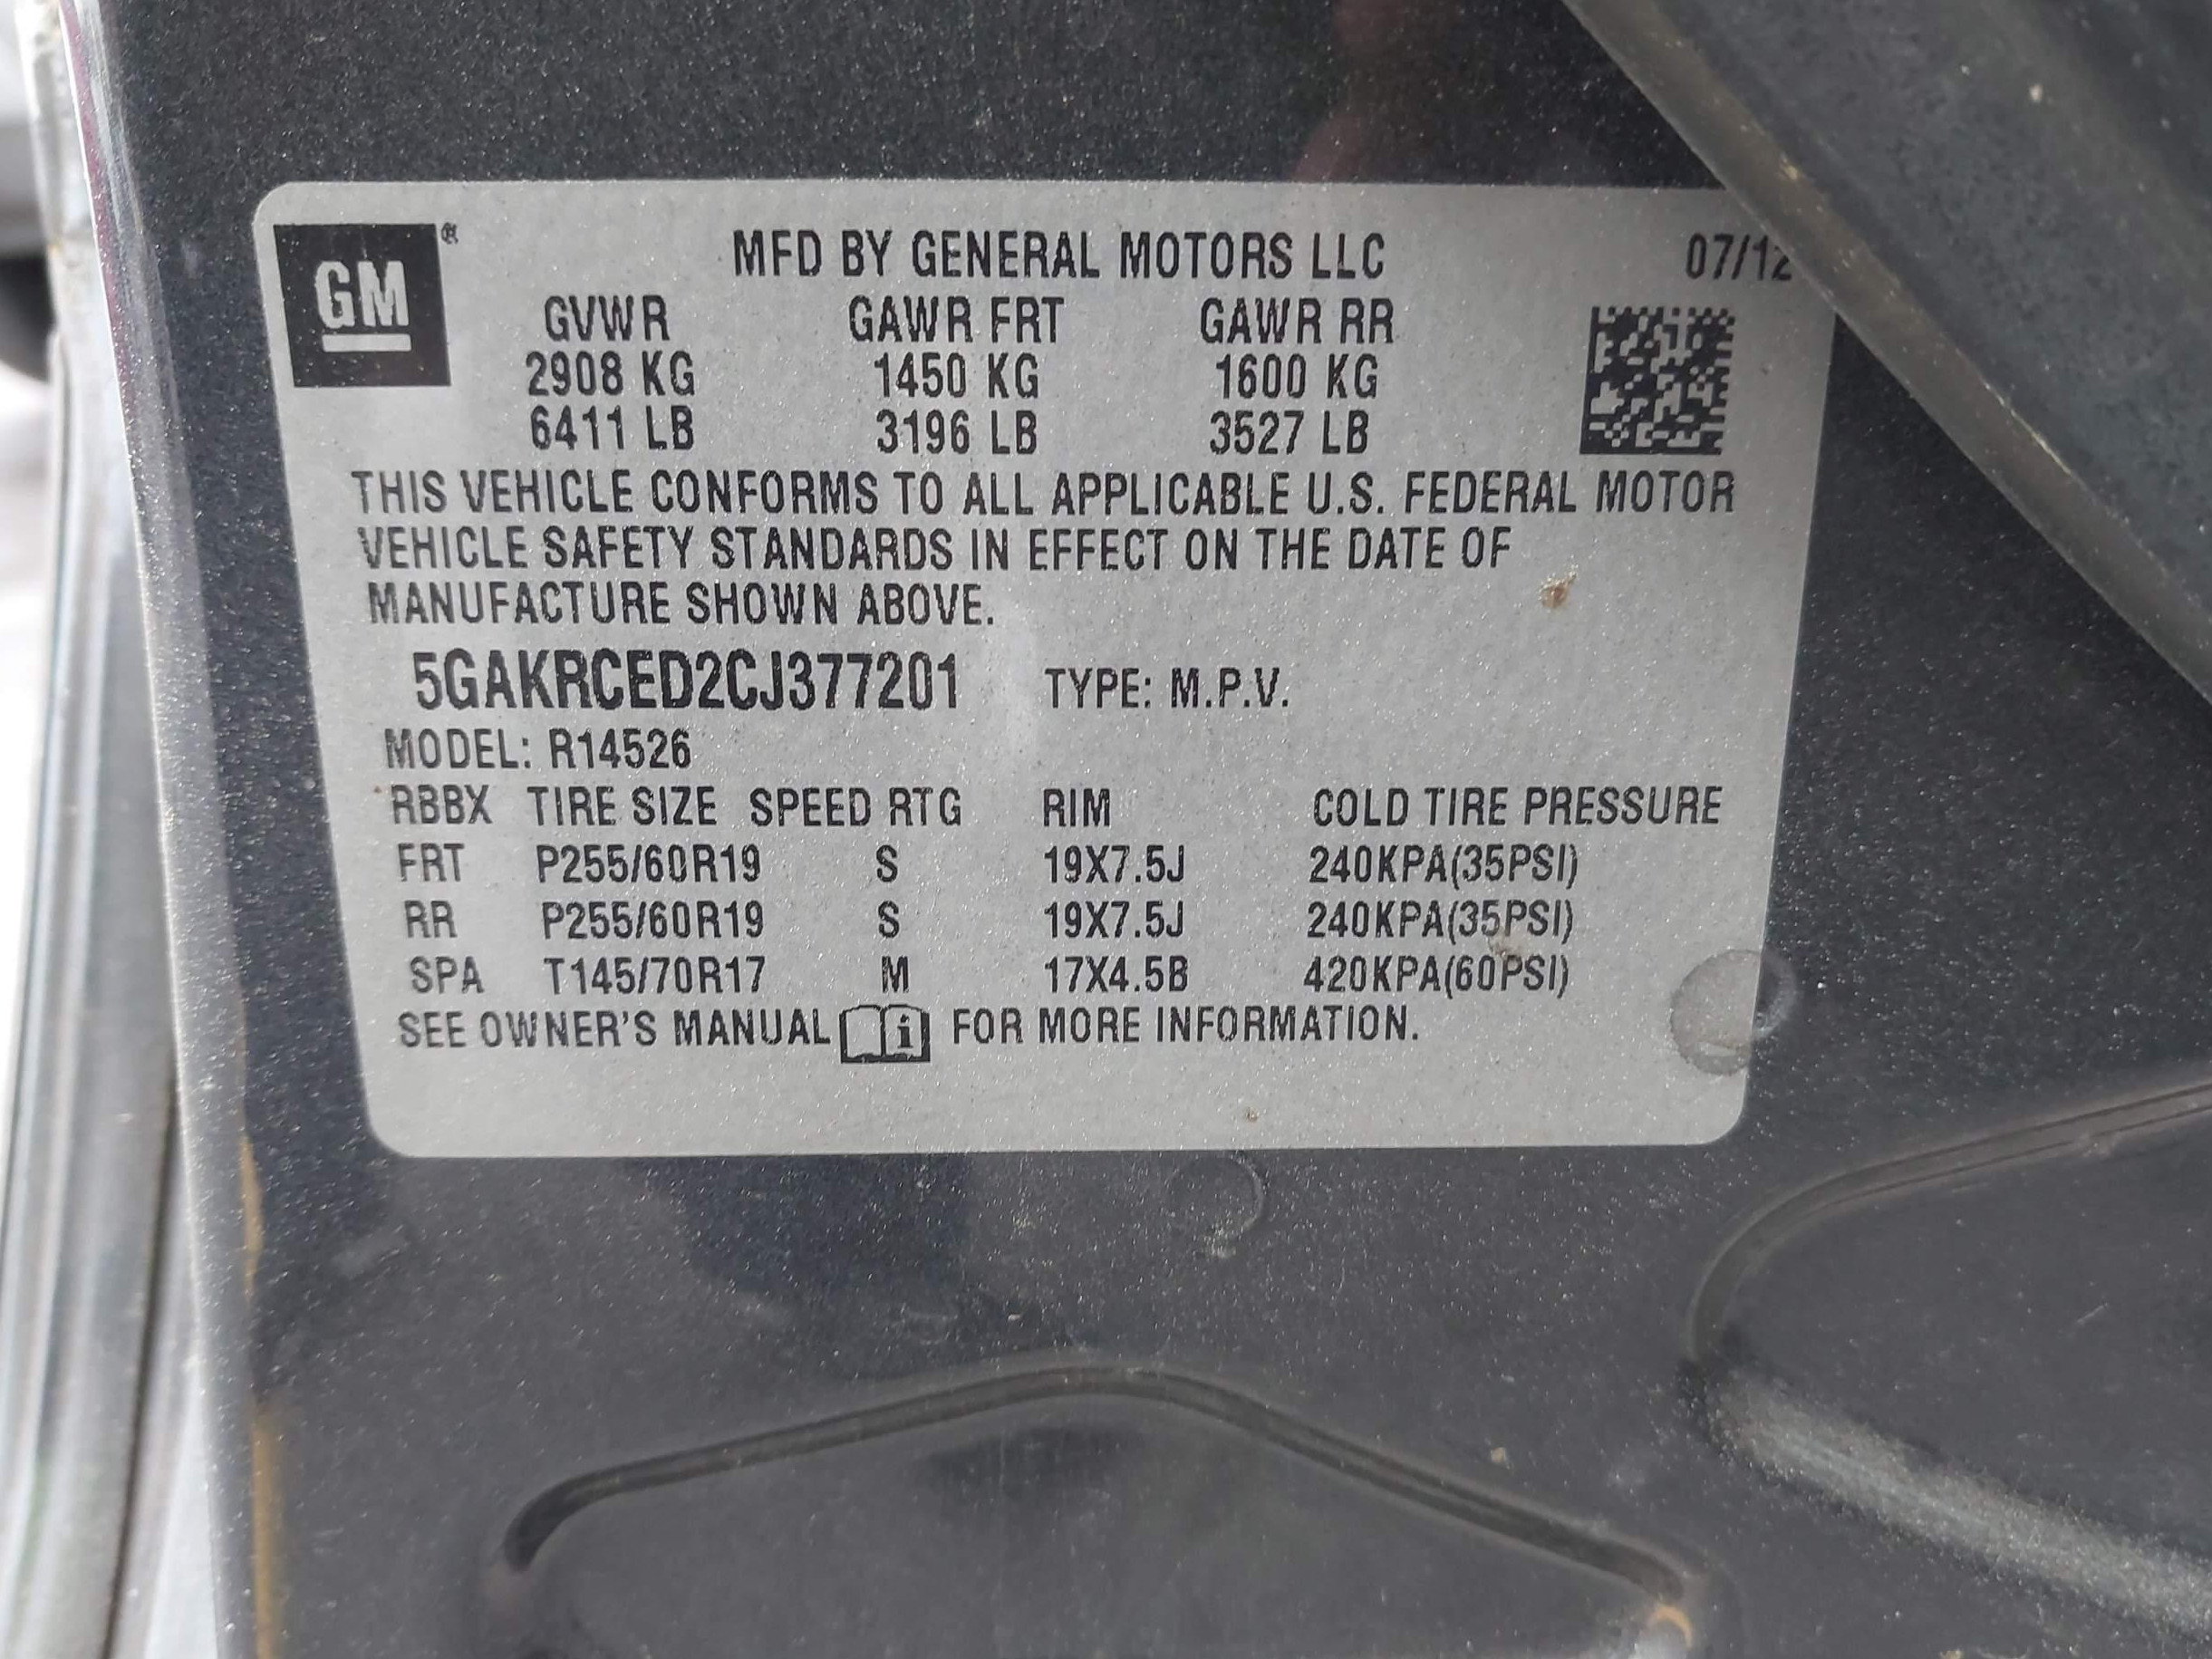 GM®
MFD BY GENERAL MOTORS LLC 07/12
GVWR GAWR FRT GAWR RR
2908 KG 1450 KG 1600 KG
6411 LB 3196 LB 3527 LB
THIS VEHICLE CONFORMS TO ALL APPLICABLE U.S. FEDERAL MOTOR
VEHICLE SAFETY STANDARDS IN EFFECT ON THE DATE OF
MANUFACTURE SHOWN ABOVE.
5GAKRCED2CJ377201 TYPE: M.P.V.
MODEL: R14526
RBBX TIRE SIZE SPEED RTG RIM COLD TIRE PRESSURE
FRT P255/60R19 S 19X7.5J 240KPA(35PSI)
RR P255/60R19 S 19X7.5J 240KPA(35PSI)
SPA T145/70R17 M 17X4.5B 420KPA(60PSI)
SEE OWNER'S MANUAL i FOR MORE INFORMATION.